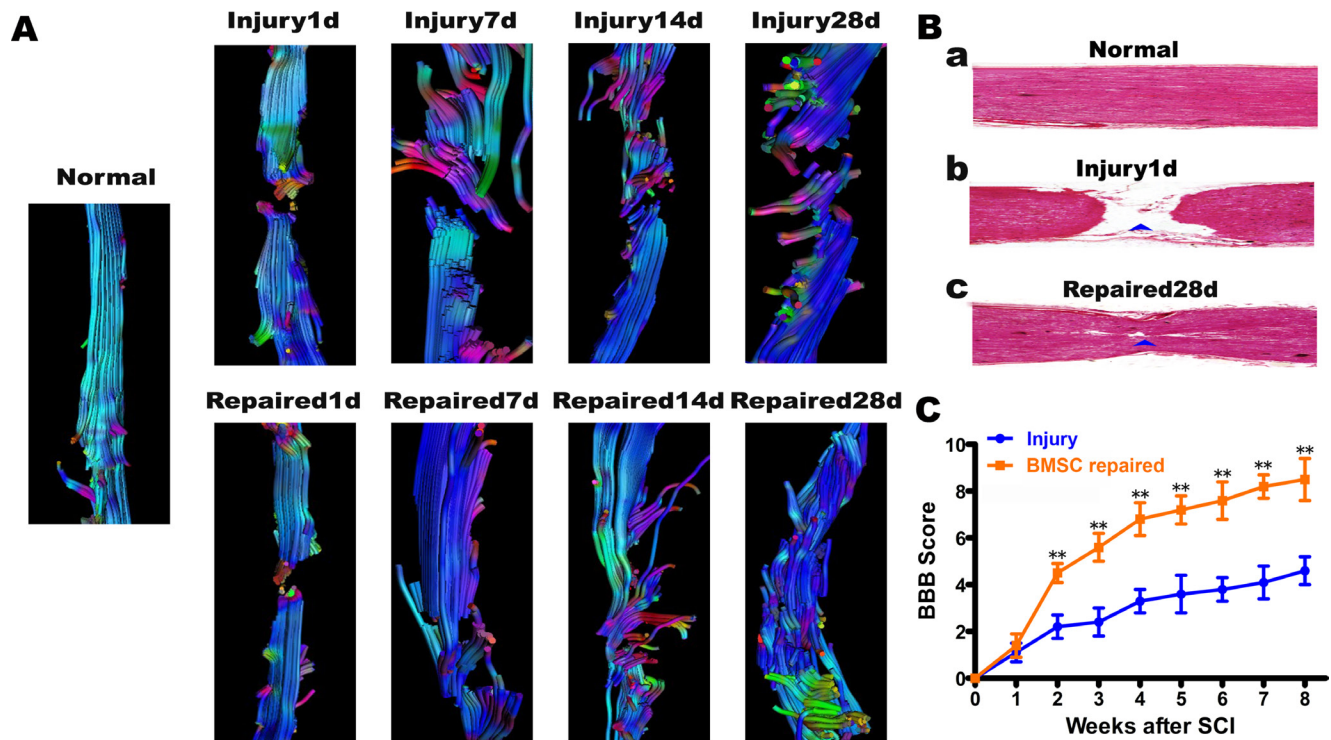 A
Injury1d
Injury7d
Injury14d
Injury28d
Normal
Repaired1d
Repaired7d
Repaired14d
Repaired28d
B
a
Normal
b
Injury1d
c
Repaired28d
C
Injury
BMSC repaired
BBB Score
10
8
6
4
2
0
**
**
**
**
**
**
**
0 1 2 3 4 5 6 7 8
Weeks after SCI